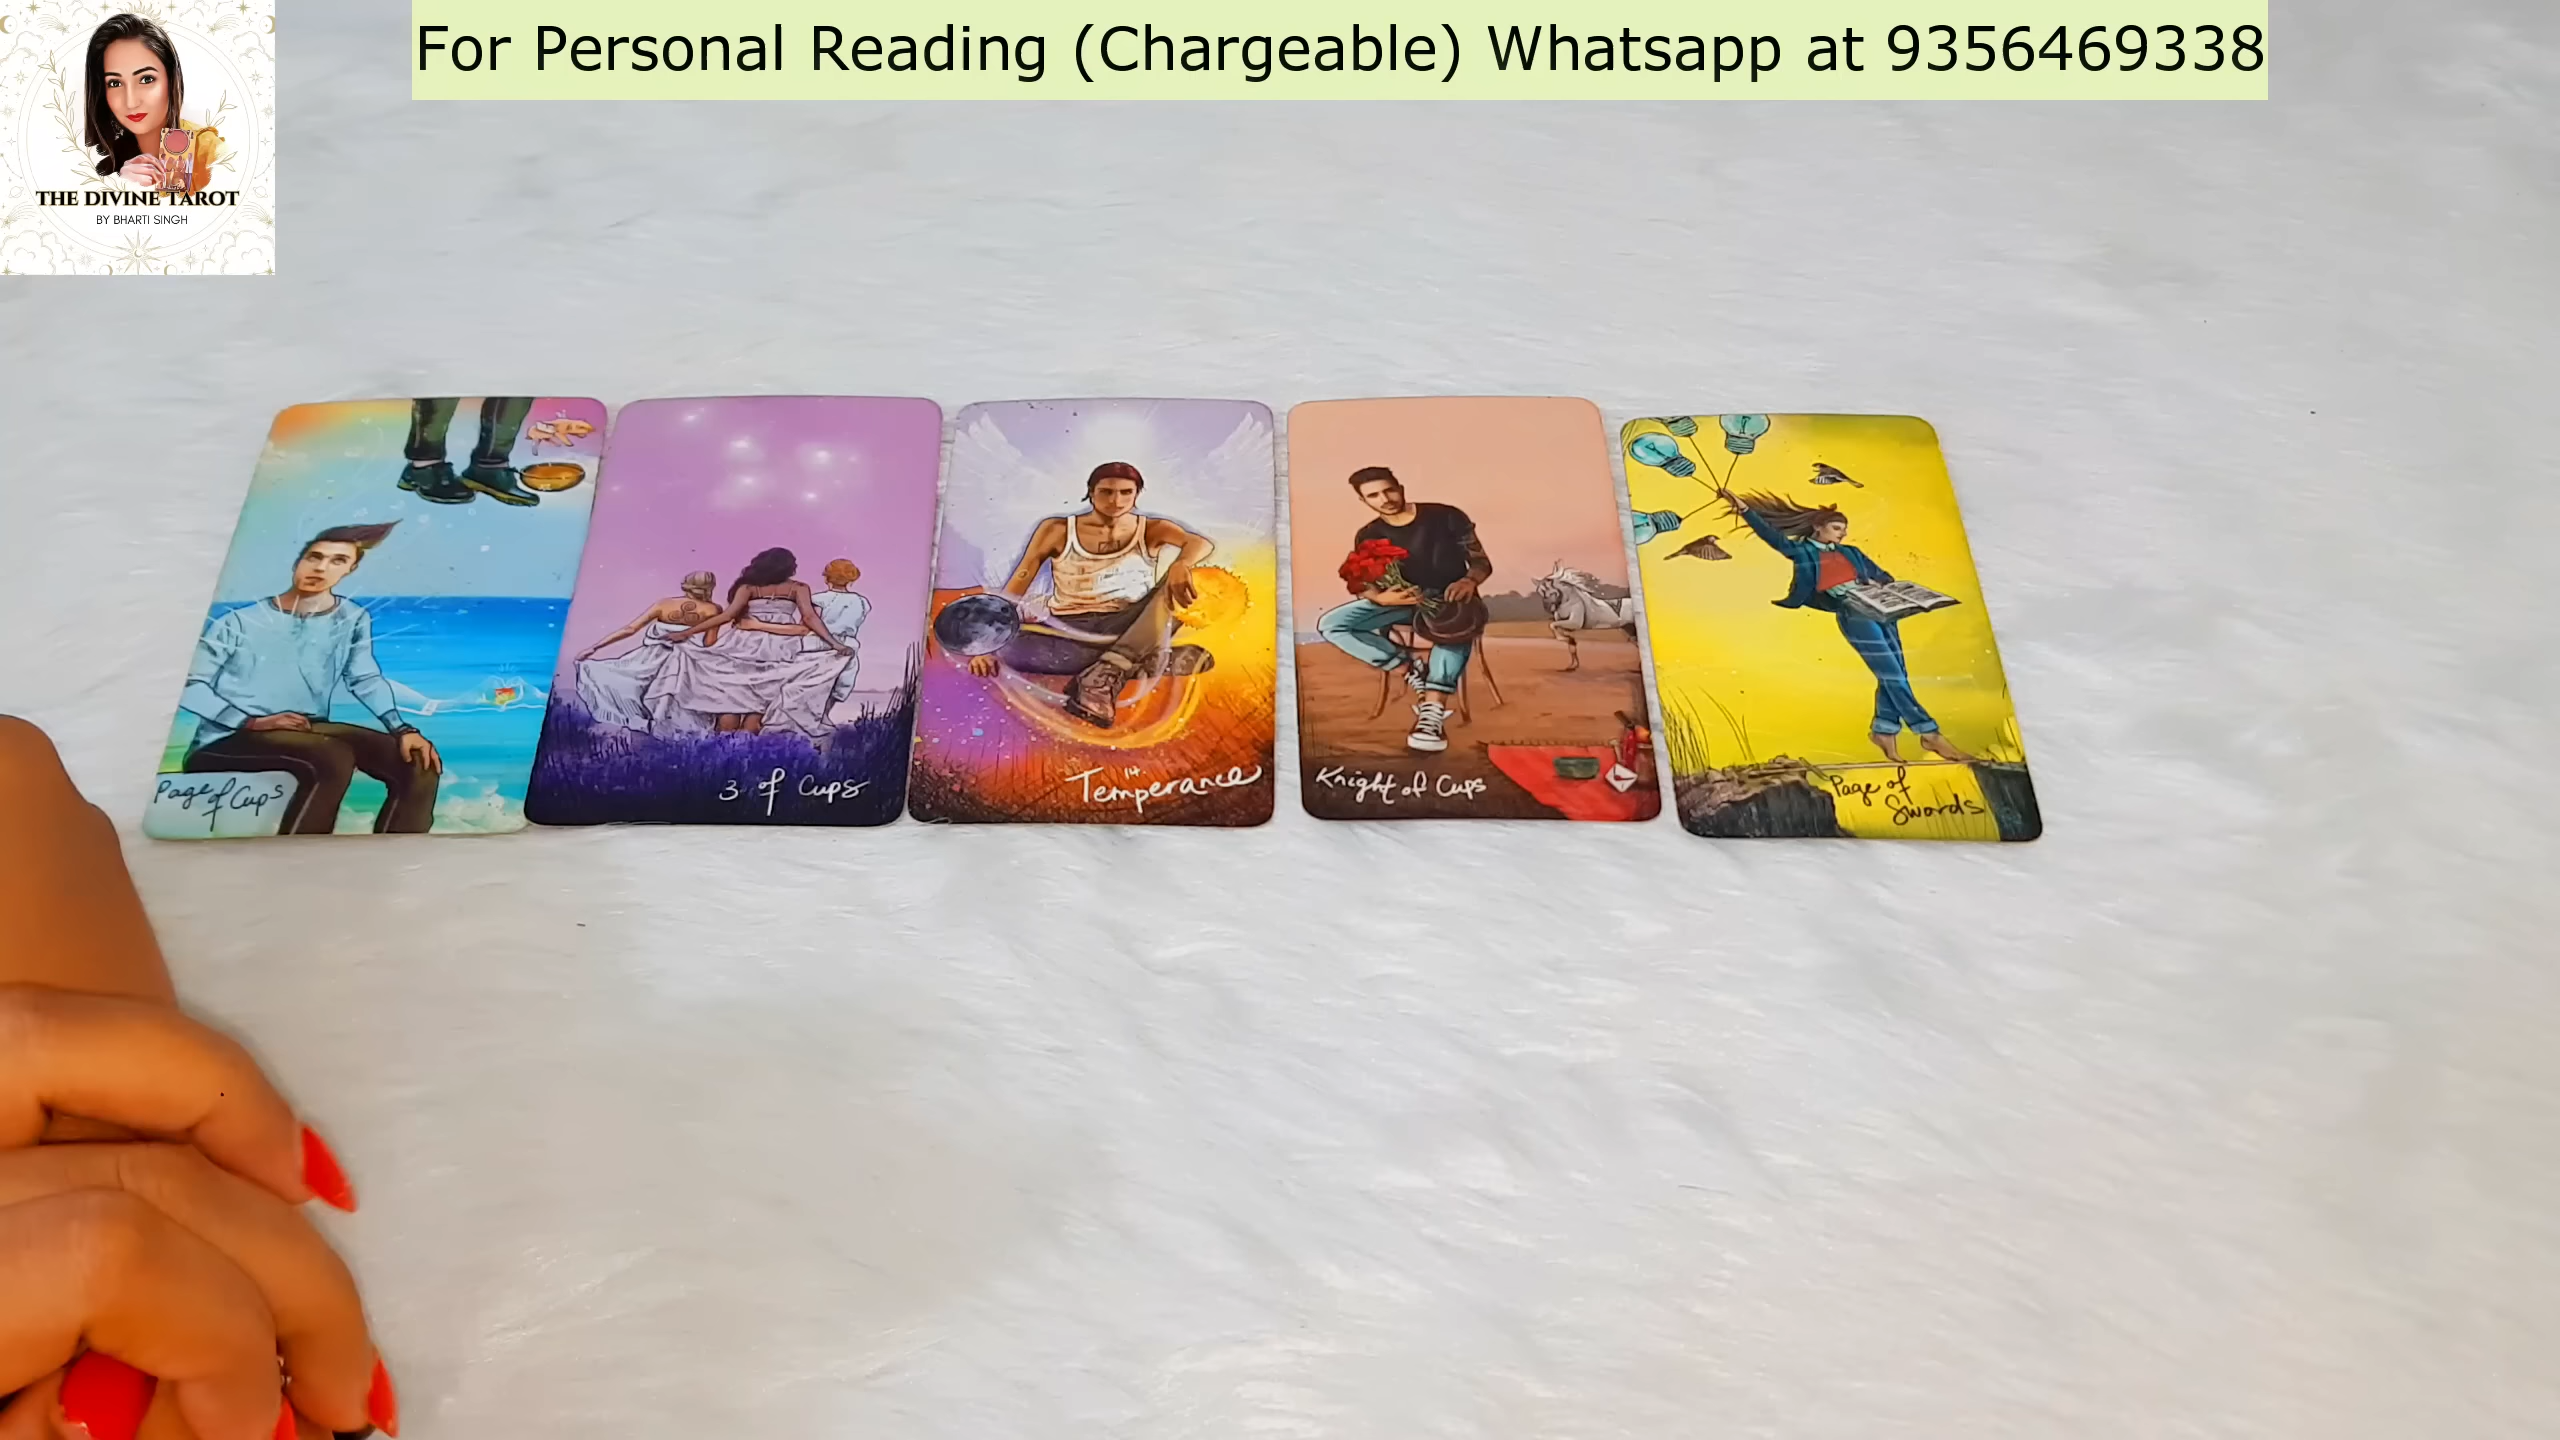 For Personal Reading (Chargeable) Whatsapp at 9356469338
THE DIVINE TAROT
BY BHARTI SINGH
Page of Cups
3 of Cups
14
Temperance
Knight of Cups
Page of
Swords